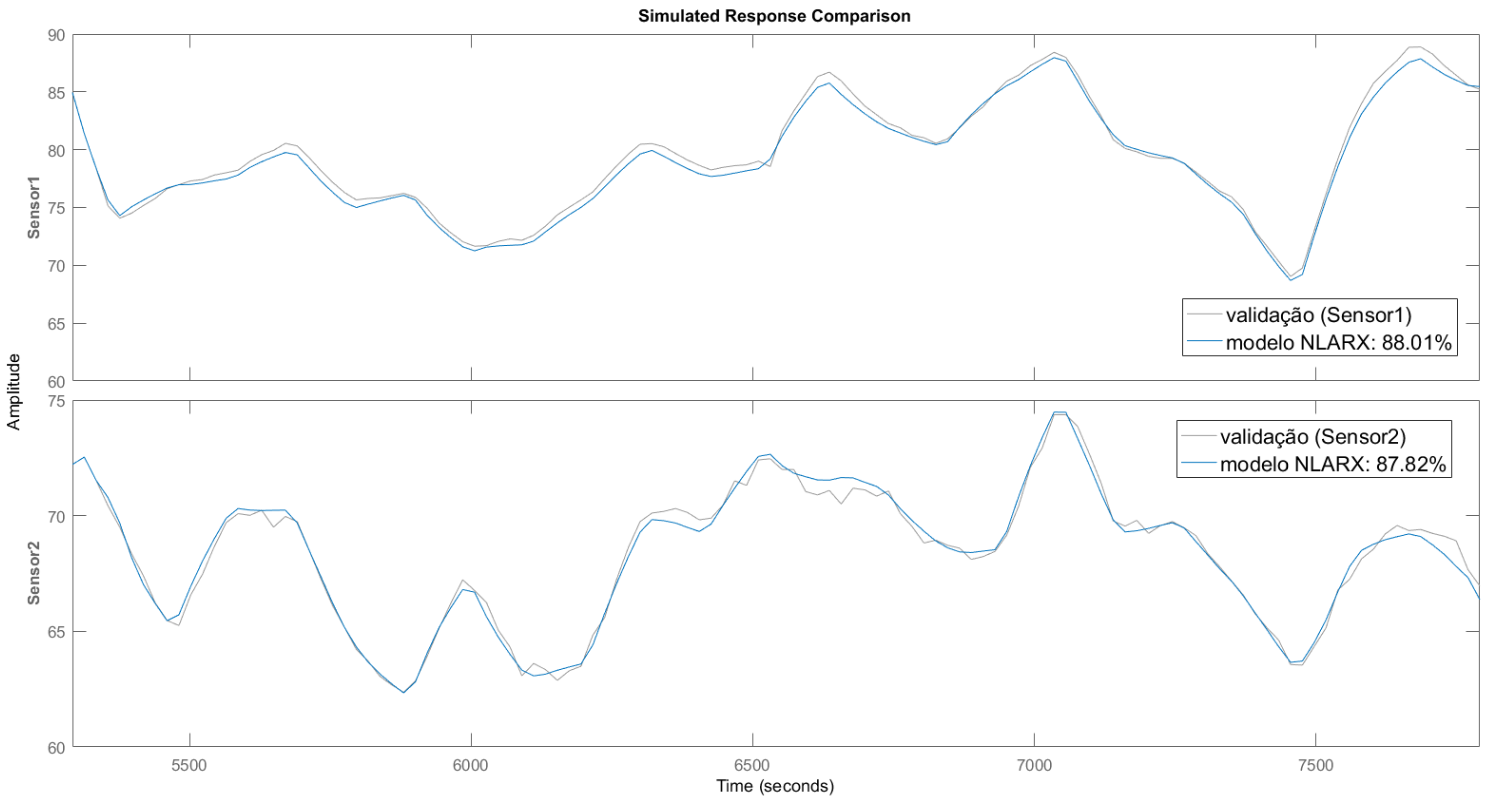 Simulated Response Comparison
90
85
80
75
70
65
60
Sensor1
validação (Sensor1)
modelo NLARX: 88.01%
Amplitude
75
70
65
60
Sensor2
validação (Sensor2)
modelo NLARX: 87.82%
5500
6000
6500
7000
7500
Time (seconds)